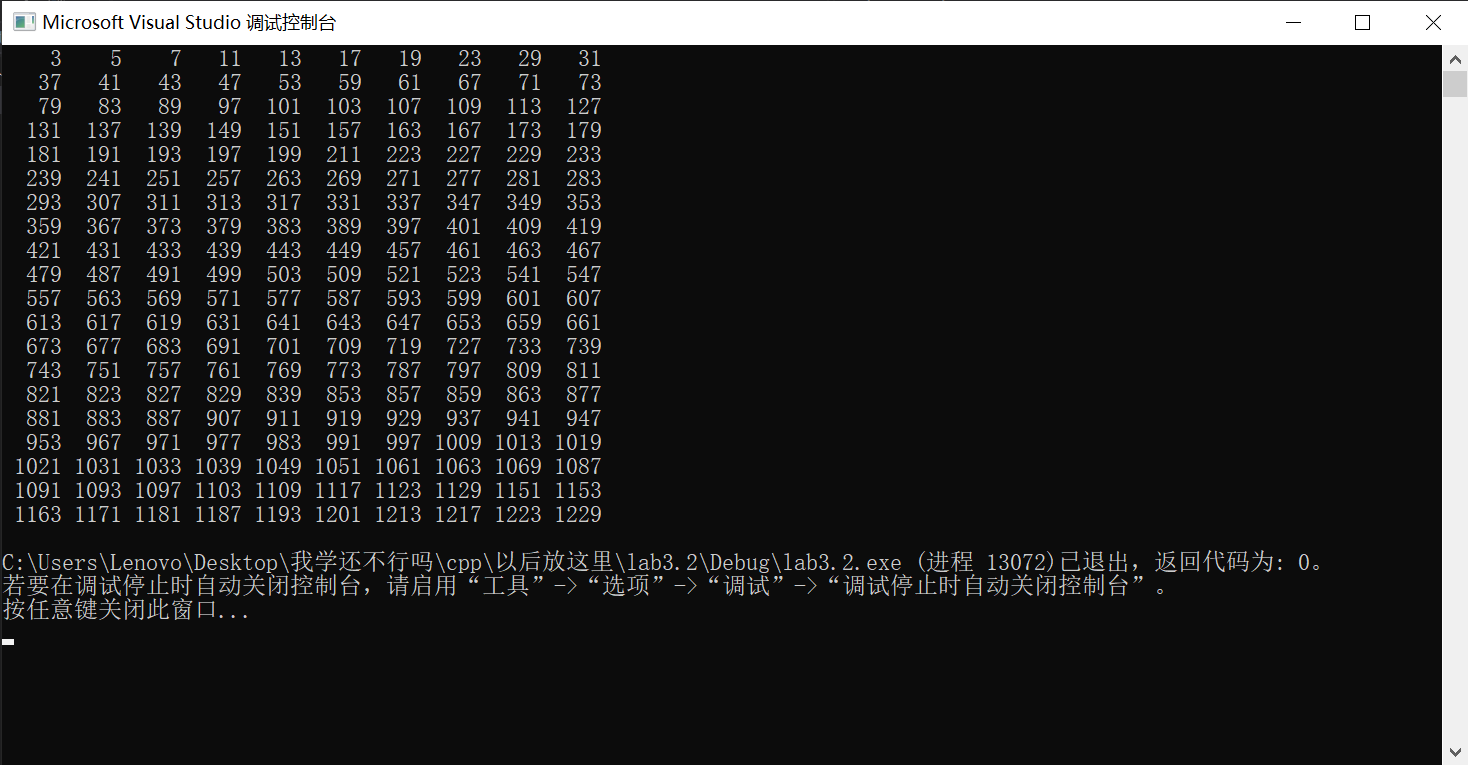 Microsoft Visual Studio 调试控制台
3 5 7 11 13 17 19 23 29 31
37 41 43 47 53 59 61 67 71 73
79 83 89 97 101 103 107 109 113 127
131 137 139 149 151 157 163 167 173 179
181 191 193 197 199 211 223 227 229 233
239 241 251 257 263 269 271 277 281 283
293 307 311 313 317 331 337 347 349 353
359 367 373 379 383 389 397 401 409 419
421 431 433 439 443 449 457 461 463 467
479 487 491 499 503 509 521 523 541 547
557 563 569 571 577 587 593 599 601 607
613 617 619 631 641 643 647 653 659 661
673 677 683 691 701 709 719 727 733 739
743 751 757 761 769 773 787 797 809 811
821 823 827 829 839 853 857 859 863 877
881 883 887 907 911 919 929 937 941 947
953 967 971 977 983 991 997 1009 1013 1019
1021 1031 1033 1039 1049 1051 1061 1063 1069 1087
1091 1093 1097 1103 1109 1117 1123 1129 1151 1153
1163 1171 1181 1187 1193 1201 1213 1217 1223 1229
C:\Users\Lenovo\Desktop\我学还不行吗\cpp\以后放这里\lab3.2\Debug\lab3.2.exe (进程 13072)已退出，返回代码为: 0。
若要在调试停止时自动关闭控制台，请启用“工具”->“选项”->“调试”->“调试停止时自动关闭控制台”。
按任意键关闭此窗口...